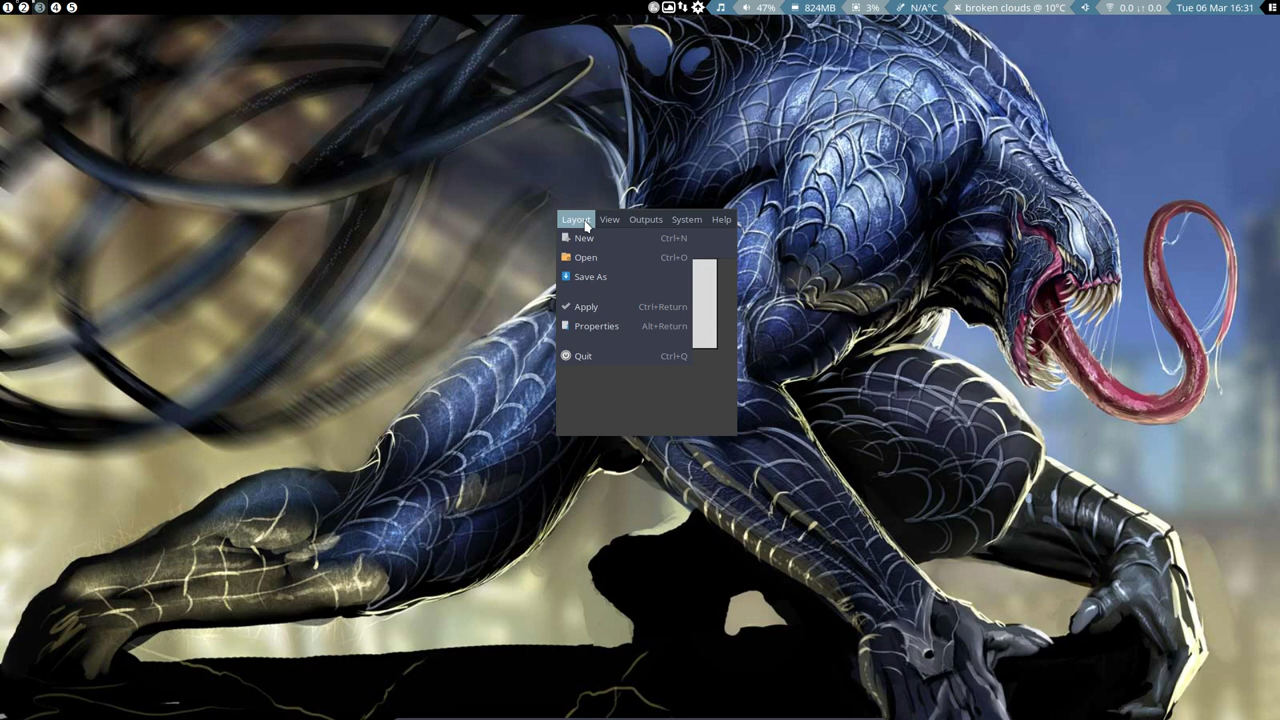 1 2 3 4 5 47% 824MB 3% N/A°C broken clouds @ 10°C 0.0 ↓↑ 0.0 Tue 06 Mar 16:31
Layout View Outputs System Help
New Ctrl+N
Open Ctrl+O
Save As
Apply Ctrl+Return
Properties Alt+Return
Quit Ctrl+Q